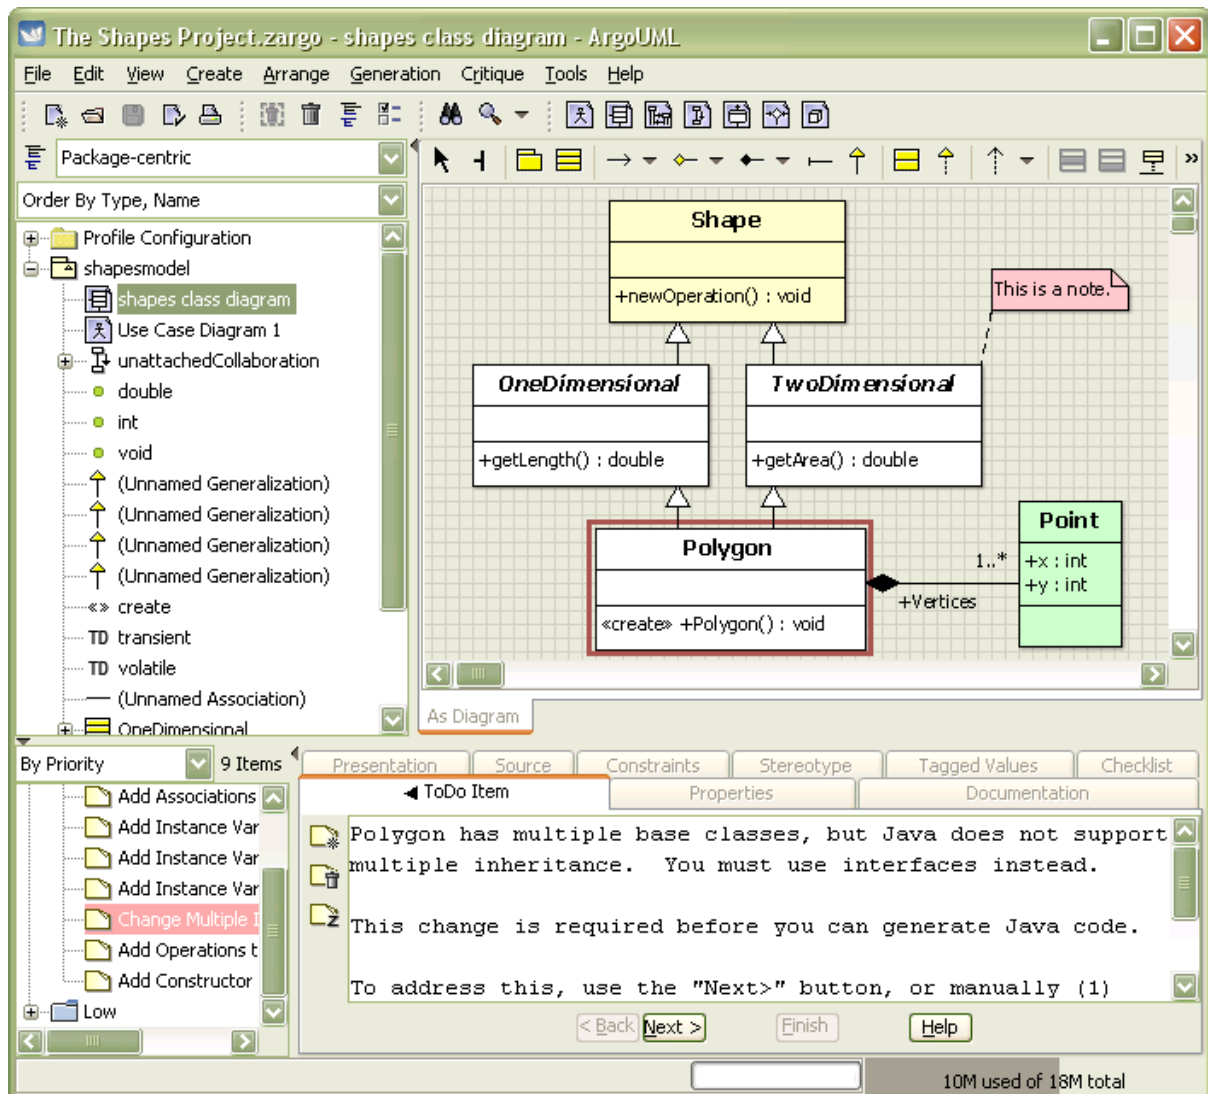 The Shapes Project.zargo - shapes class diagram - ArgoUML
File Edit View Create Arrange Generation Critique Tools Help
Package-centric
Order By Type, Name
Profile Configuration
shapesmodel
shapes class diagram
Use Case Diagram 1
unattachedCollaboration
double
int
void
(Unnamed Generalization)
(Unnamed Generalization)
(Unnamed Generalization)
(Unnamed Generalization)
«» create
TD transient
TD volatile
(Unnamed Association)
OneDimensional
»
Shape
+newOperation() : void
This is a note.
OneDimensional
+getLength() : double
TwoDimensional
+getArea() : double
Polygon
«create» +Polygon() : void
1..*
+Vertices
Point
+x : int
+y : int
As Diagram
By Priority
9 Items
Add Associations
Add Instance Var
Add Instance Var
Add Instance Var
Change Multiple I
Add Operations t
Add Constructor
Low
Presentation Source Constraints Stereotype Tagged Values Checklist
ToDo Item Properties Documentation
Polygon has multiple base classes, but Java does not support
multiple inheritance. You must use interfaces instead.
This change is required before you can generate Java code.
To address this, use the "Next>" button, or manually (1)
< Back Next > Finish Help
10M used of 18M total